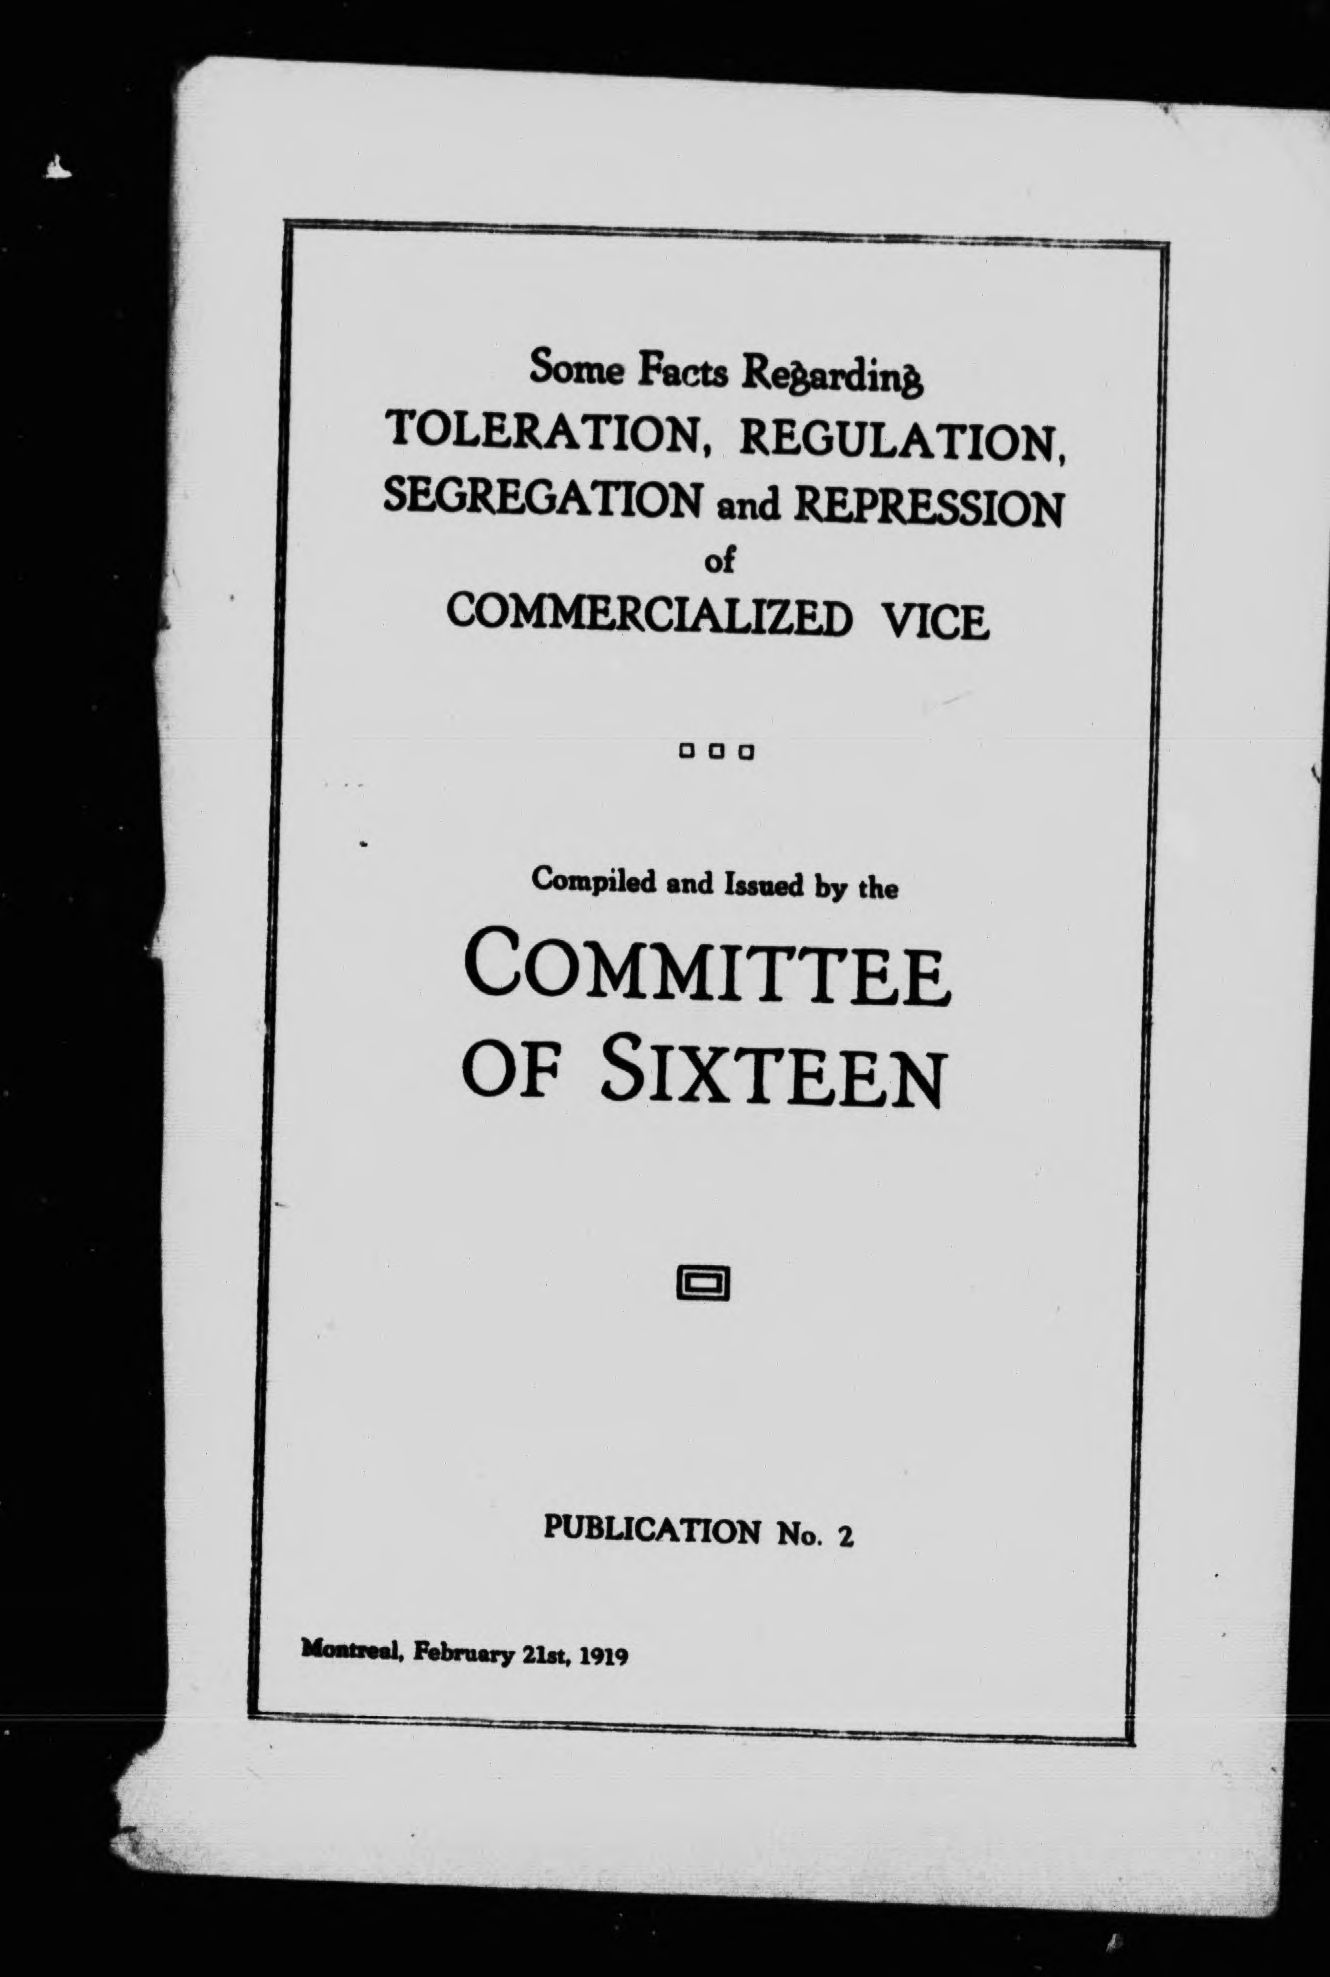 Some Facts Regarding
TOLERATION, REGULATION,
SEGREGATION and REPRESSION
of
COMMERCIALIZED VICE
Compiled and Issued by the
COMMITTEE
OF SIXTEEN
PUBLICATION No. 2
Montreal, February 21st, 1919